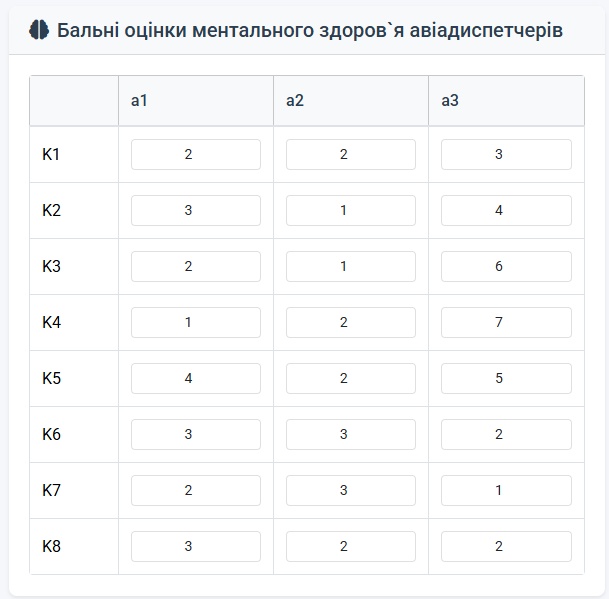 Бальні оцінки ментального здоров`я авіадиспетчерів
a1 a2 a3
K1 2 2 3
K2 3 1 4
K3 2 1 6
K4 1 2 7
K5 4 2 5
K6 3 3 2
K7 2 3 1
K8 3 2 2